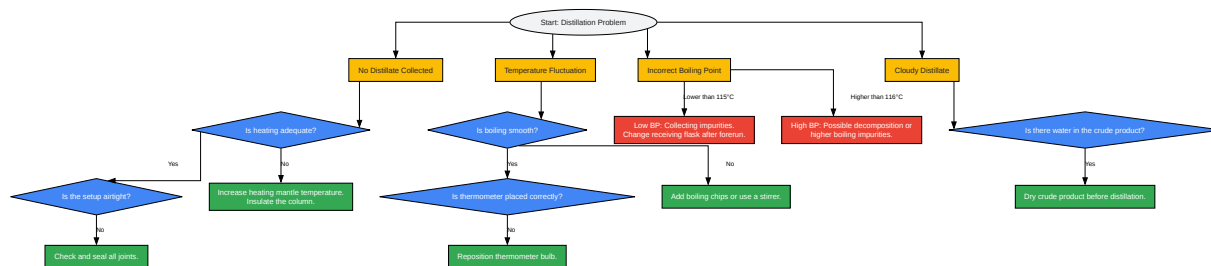 Start: Distillation Problem
No Distillate Collected
Temperature Fluctuation
Incorrect Boiling Point
Cloudy Distillate
Lower than 115°C
Higher than 116°C
Is heating adequate?
Is boiling smooth?
Low BP: Collecting impurities.
Change receiving flask after forerun.
High BP: Possible decomposition or
higher boiling impurities.
Is there water in the crude product?
Yes
No
Yes
No
Yes
Is the setup airtight?
Increase heating mantle temperature.
Insulate the column.
Is thermometer placed correctly?
Add boiling chips or use a stirrer.
Dry crude product before distillation.
No
No
Check and seal all joints.
Reposition thermometer bulb.